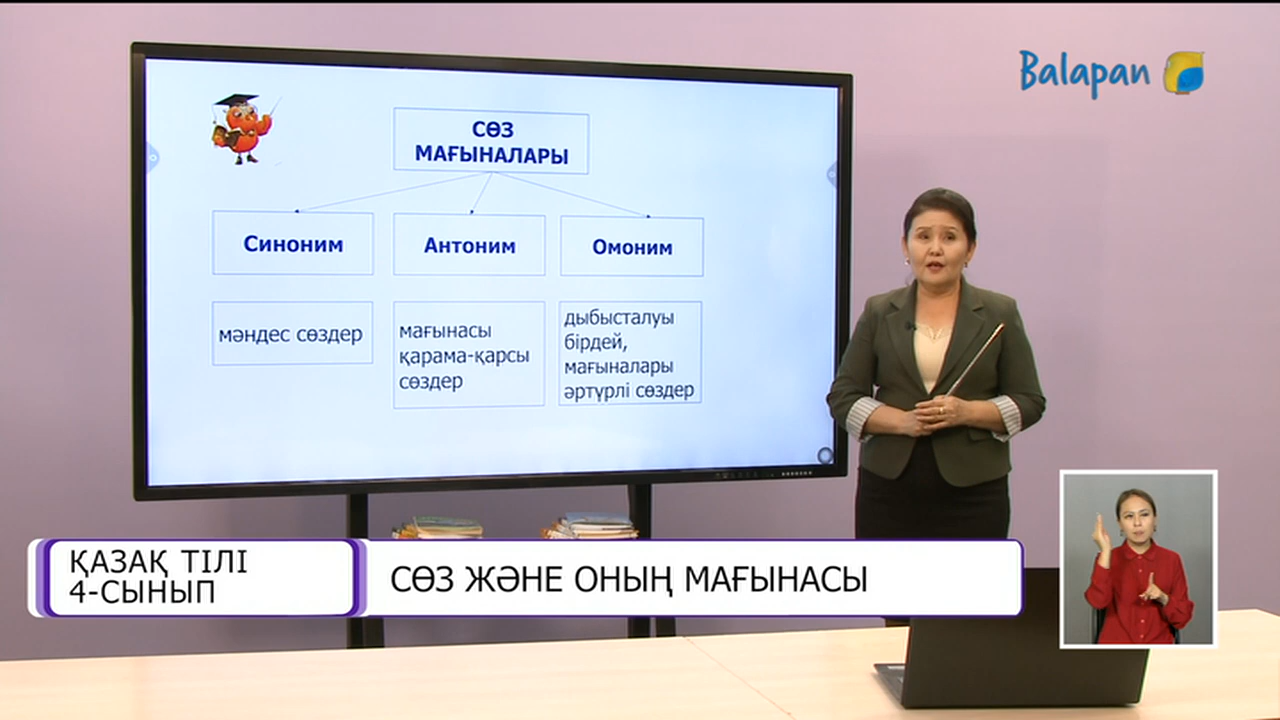 Balapan
СӨЗ
МАҒЫНАЛАРЫ
Синоним
Антоним
Омоним
мәндес сөздер
мағынасы
қарама-қарсы
сөздер
дыбысталуы
бірдей,
мағыналары
әртүрлі сөздер
ҚАЗАҚ ТІЛІ
4-СЫНЫП
СӨЗ ЖӘНЕ ОНЫҢ МАҒЫНАСЫ